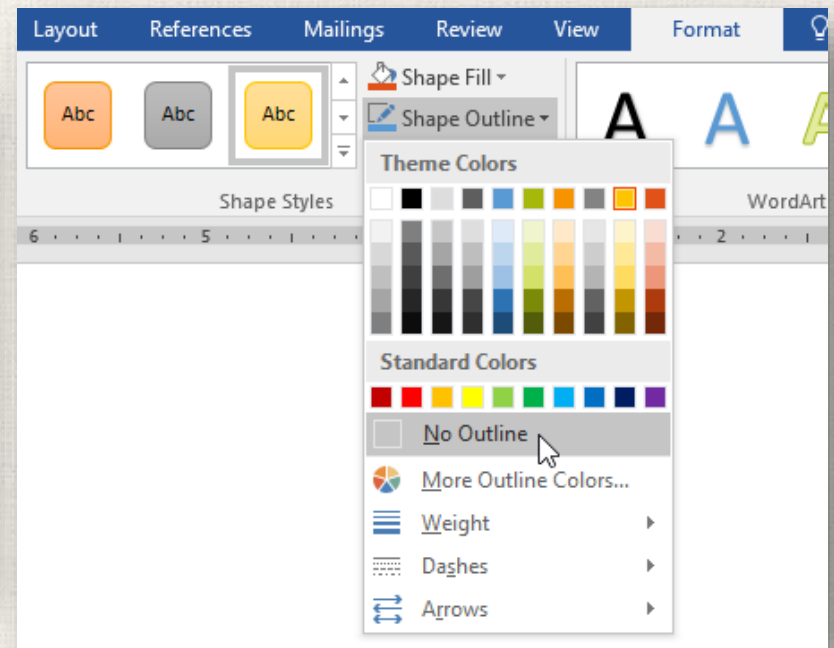 Layout References Mailings Review View Format
Shape Fill
Abc Abc Abc Shape Outline A A A
Theme Colors
Shape Styles WordArt
6 5 2
Standard Colors
No Outline
More Outline Colors...
Weight
Dashes
Arrows